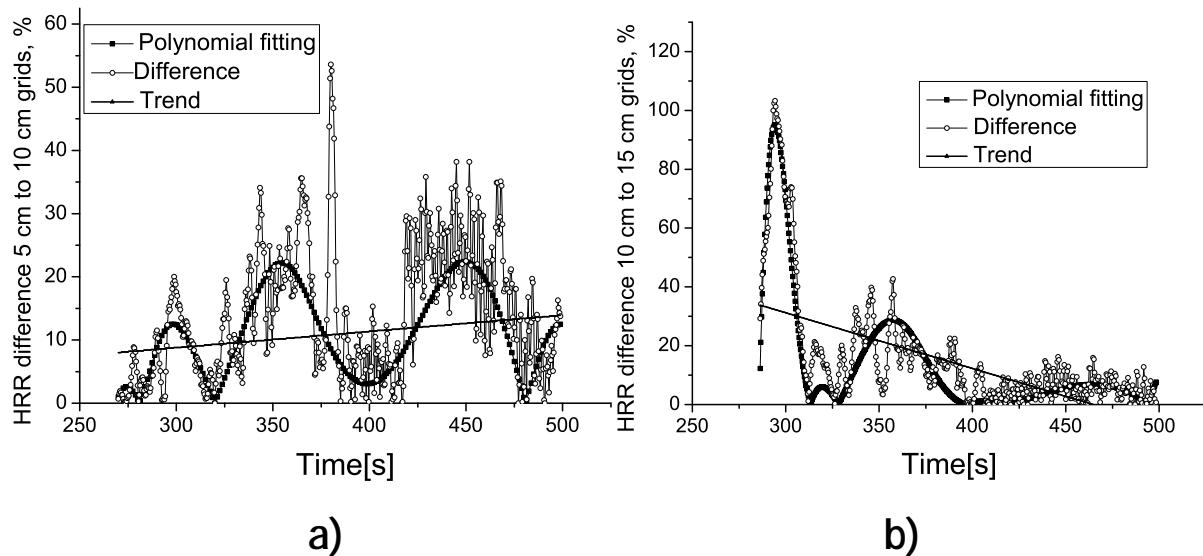 HRR difference 5 cm to 10 cm grids, %
60
50
40
30
20
10
0
Polynomial fitting
Difference
Trend
250
300
350
400
450
500
Time[s]
a)
HRR difference 10 cm to 15 cm grids, %
120
100
80
60
40
20
0
Polynomial fitting
Difference
Trend
250
300
350
400
450
500
Time[s]
b)